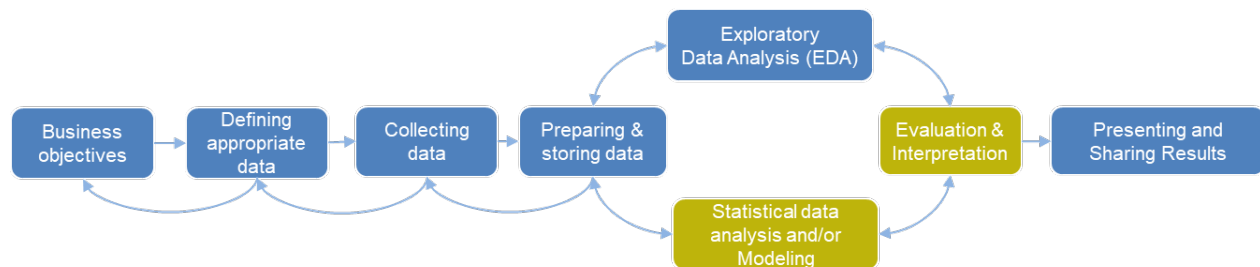 Exploratory
Data Analysis (EDA)
Business
objectives
Defining
appropriate
data
Collecting
data
Preparing &
storing data
Evaluation &
Interpretation
Presenting and
Sharing Results
Statistical data
analysis and/or
Modeling